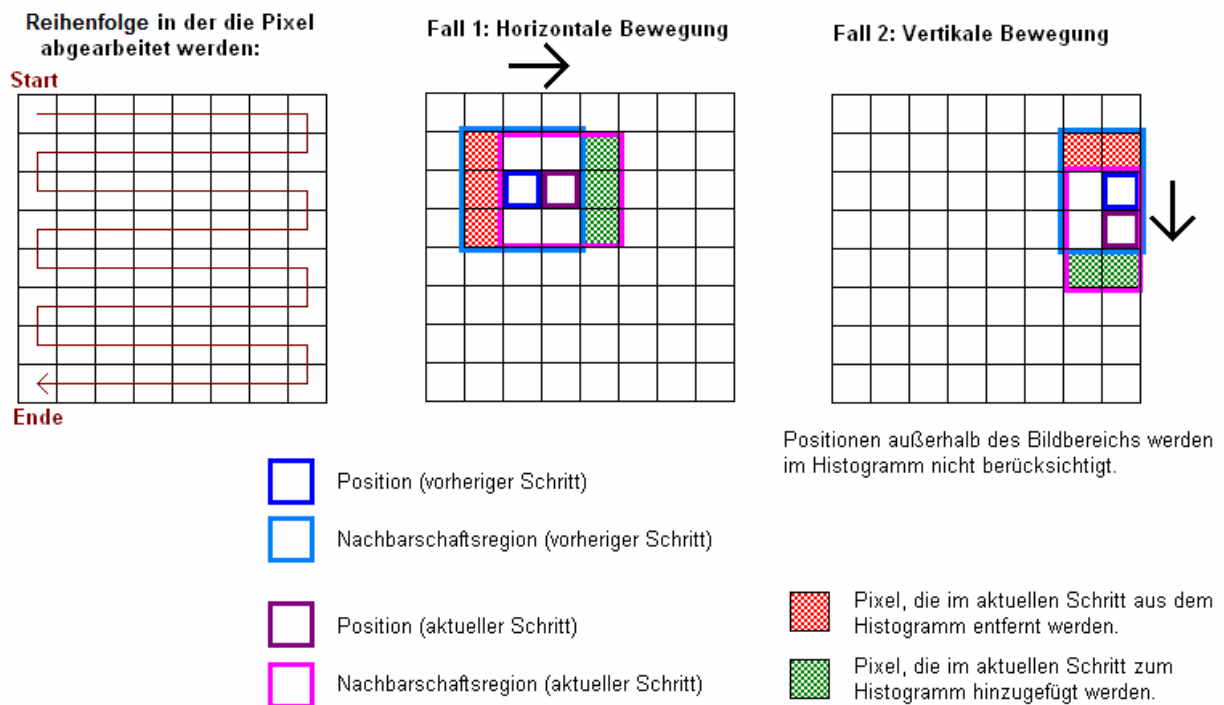 Reihenfolge in der die Pixel
abgearbeitet werden:
Start
Ende
Fall 1: Horizontale Bewegung
Fall 2: Vertikale Bewegung
Positionen außerhalb des Bildbereichs werden
im Histogramm nicht berücksichtigt.
Position (vorheriger Schritt)
Nachbarschaftsregion (vorheriger Schritt)
Position (aktueller Schritt)
Nachbarschaftsregion (aktueller Schritt)
Pixel, die im aktuellen Schritt aus dem
Histogramm entfernt werden.
Pixel, die im aktuellen Schritt zum
Histogramm hinzugefügt werden.